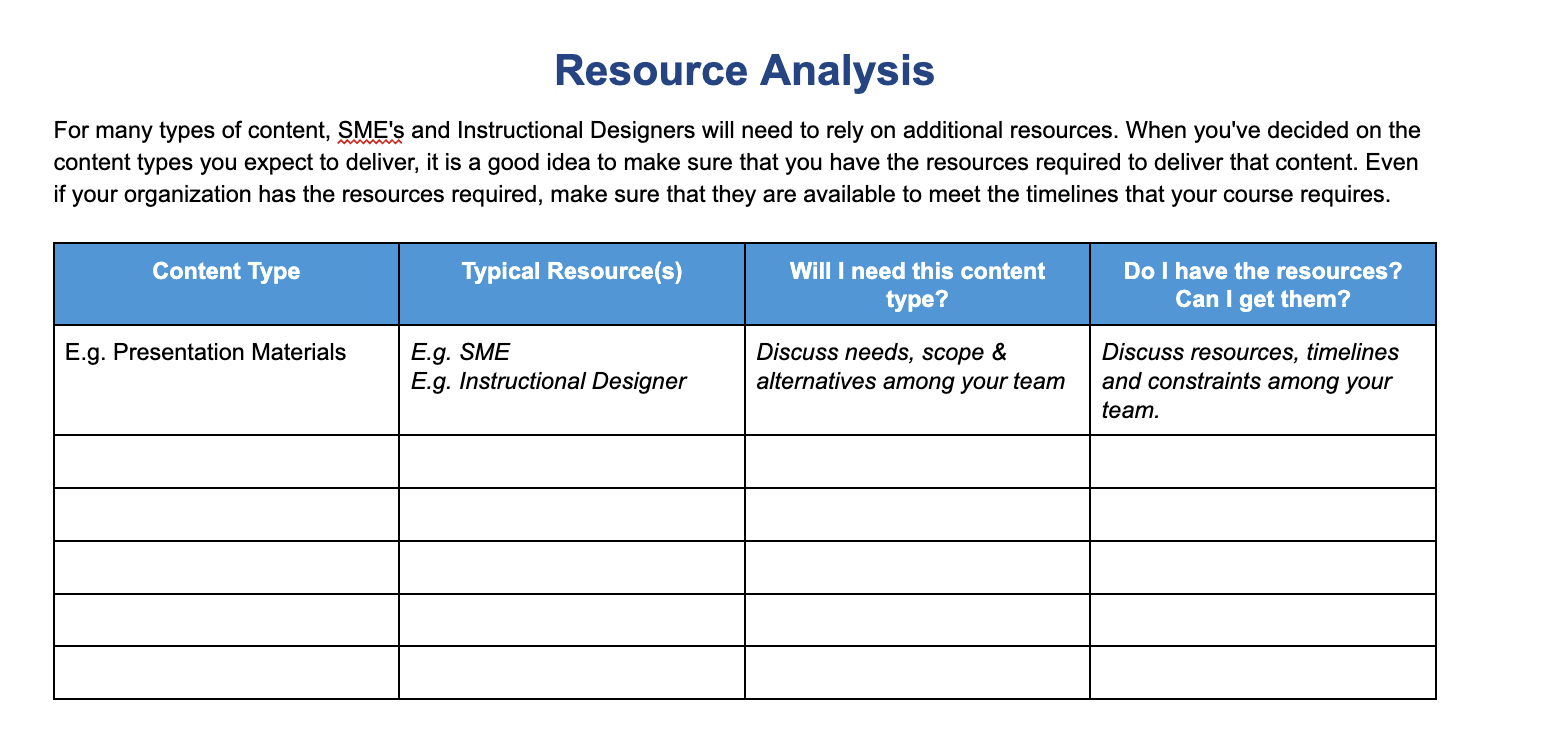 Resource Analysis
For many types of content, SME's and Instructional Designers will need to rely on additional resources. When you've decided on the
content types you expect to deliver, it is a good idea to make sure that you have the resources required to deliver that content. Even
if your organization has the resources required, make sure that they are available to meet the timelines that your course requires.
Content Type
Typical Resource(s)
Will I need this content
type?
Do I have the resources?
Can I get them?
E.g. Presentation Materials
E.g. SME
E.g. Instructional Designer
Discuss needs, scope &
alternatives among your team
Discuss resources, timelines
and constraints among your
team.